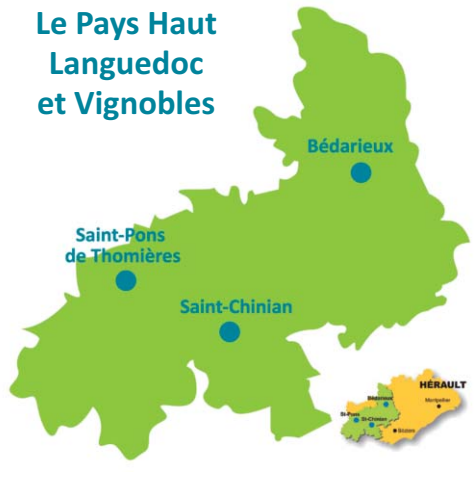 Le Pays Haut
Languedoc
et Vignobles
Bédarieux
Saint-Pons
de Thomières
Saint-Chinian
HÉRAULT
Bédarieux
Montpellier
St-Pons
St-Chinian
Béziers